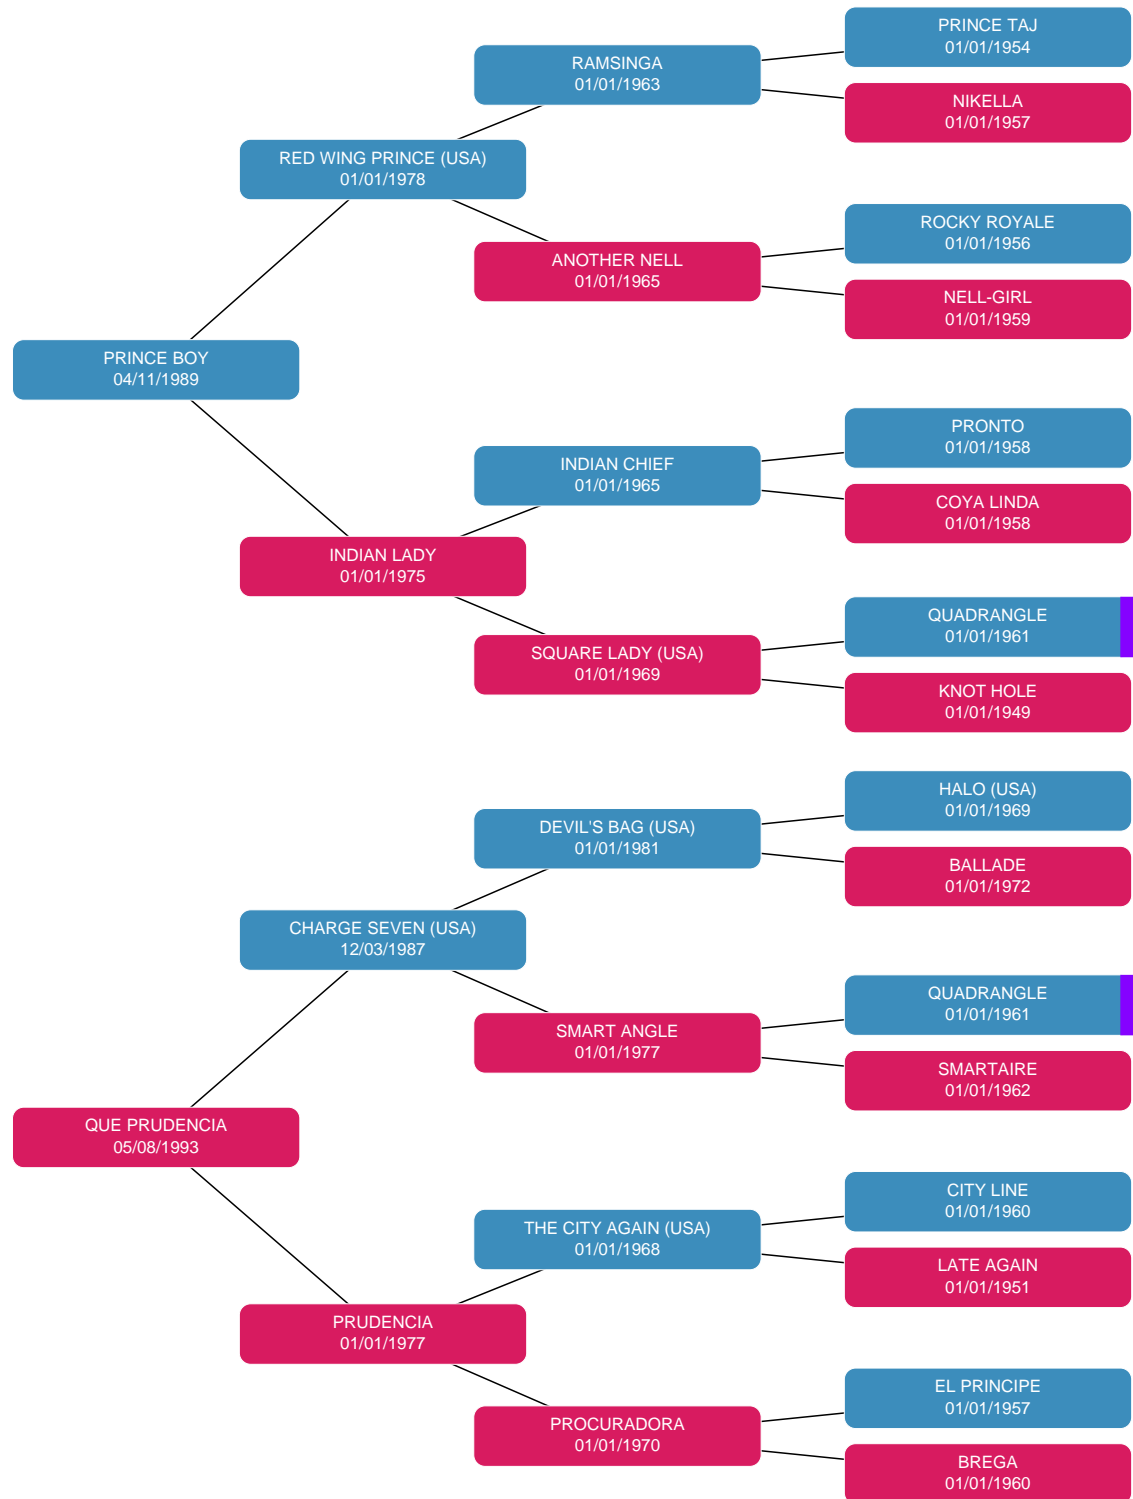 PRINCE TAJ
01/01/1954
RAMSINGA
01/01/1963
NIKELLA
01/01/1957
RED WING PRINCE (USA)
01/01/1978
ROCKY ROYALE
01/01/1956
ANOTHER NELL
01/01/1965
NELL-GIRL
01/01/1959
PRINCE BOY
04/11/1989
PRONTO
01/01/1958
INDIAN CHIEF
01/01/1965
COYA LINDA
01/01/1958
INDIAN LADY
01/01/1975
QUADRANGLE
01/01/1961
SQUARE LADY (USA)
01/01/1969
KNOT HOLE
01/01/1949
HALO (USA)
01/01/1969
DEVIL'S BAG (USA)
01/01/1981
BALLADE
01/01/1972
CHARGE SEVEN (USA)
12/03/1987
QUADRANGLE
01/01/1961
SMART ANGLE
01/01/1977
SMARTAIRE
01/01/1962
QUE PRUDENCIA
05/08/1993
CITY LINE
01/01/1960
THE CITY AGAIN (USA)
01/01/1968
LATE AGAIN
01/01/1951
PRUDENCIA
01/01/1977
EL PRINCIPE
01/01/1957
PROCURADORA
01/01/1970
BREGA
01/01/1960